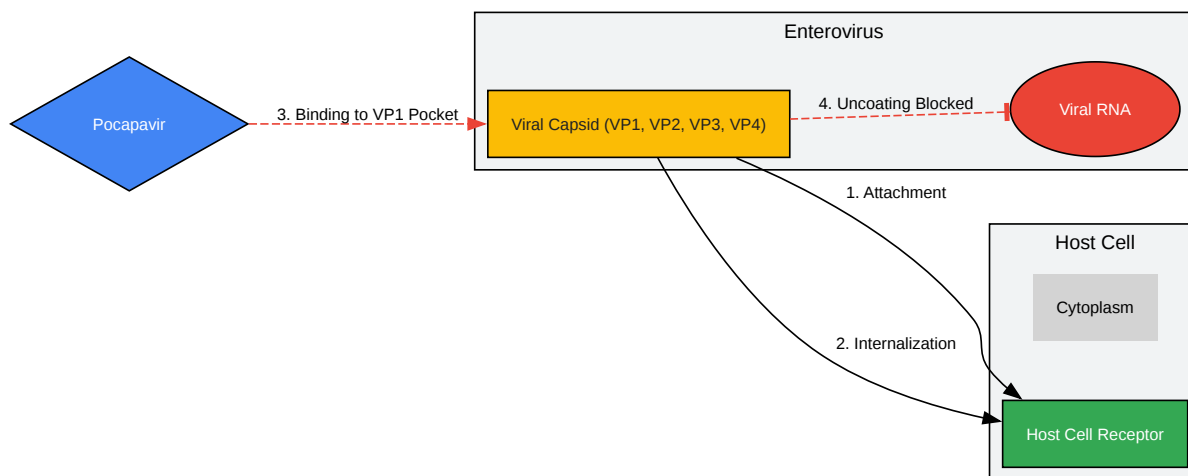 Enterovirus
Pocapavir
3. Binding to VP1 Pocket
Viral Capsid (VP1, VP2, VP3, VP4)
4. Uncoating Blocked
Viral RNA
1. Attachment
Host Cell
Cytoplasm
2. Internalization
Host Cell Receptor